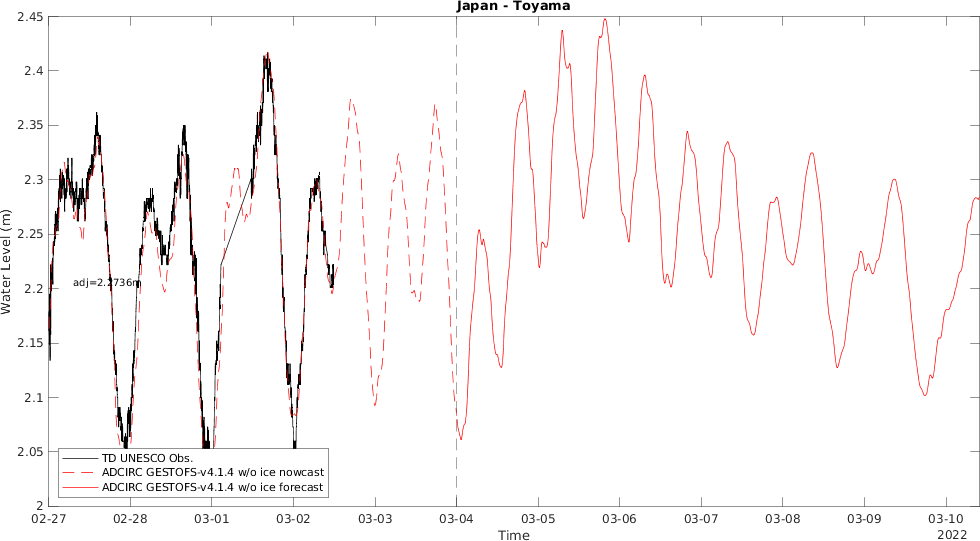 Japan - Toyama
2.45
2.4
2.35
2.3
2.25
2.2
2.15
2.1
2.05
2
Water Level (m)
adj=2.2736m
TD UNESCO Obs.
ADCIRC GESTOFS-v4.1.4 w/o ice nowcast
ADCIRC GESTOFS-v4.1.4 w/o ice forecast
02-27 02-28 03-01 03-02 03-03 03-04 03-05 03-06 03-07 03-08 03-09 03-10
Time
2022